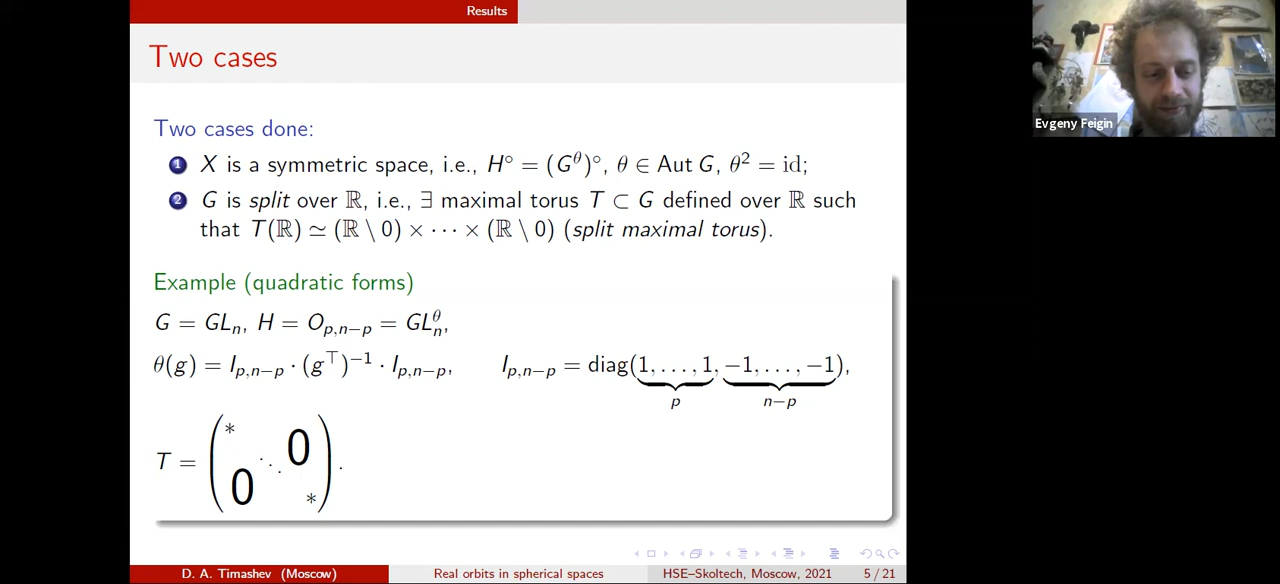 Results
Two cases
Two cases done:
1 X is a symmetric space, i.e., H° = (G^θ)°, θ ∈ Aut G, θ² = id;
2 G is split over ℝ, i.e., ∃ maximal torus T ⊂ G defined over ℝ such
that T(ℝ) ≃ (ℝ \ 0) × ⋯ × (ℝ \ 0) (split maximal torus).
Example (quadratic forms)
G = GL_n, H = O_{p,n−p} = GL_n^θ,
θ(g) = I_{p,n−p} · (g^⊤)^{−1} · I_{p,n−p}, I_{p,n−p} = diag(1, . . . , 1, −1, . . . , −1),
p n−p
T = ( * ⋱ 0 0 * ) .
D. A. Timashev (Moscow) Real orbits in spherical spaces HSE–Skoltech, Moscow, 2021 5 / 21
Evgeny Feigin